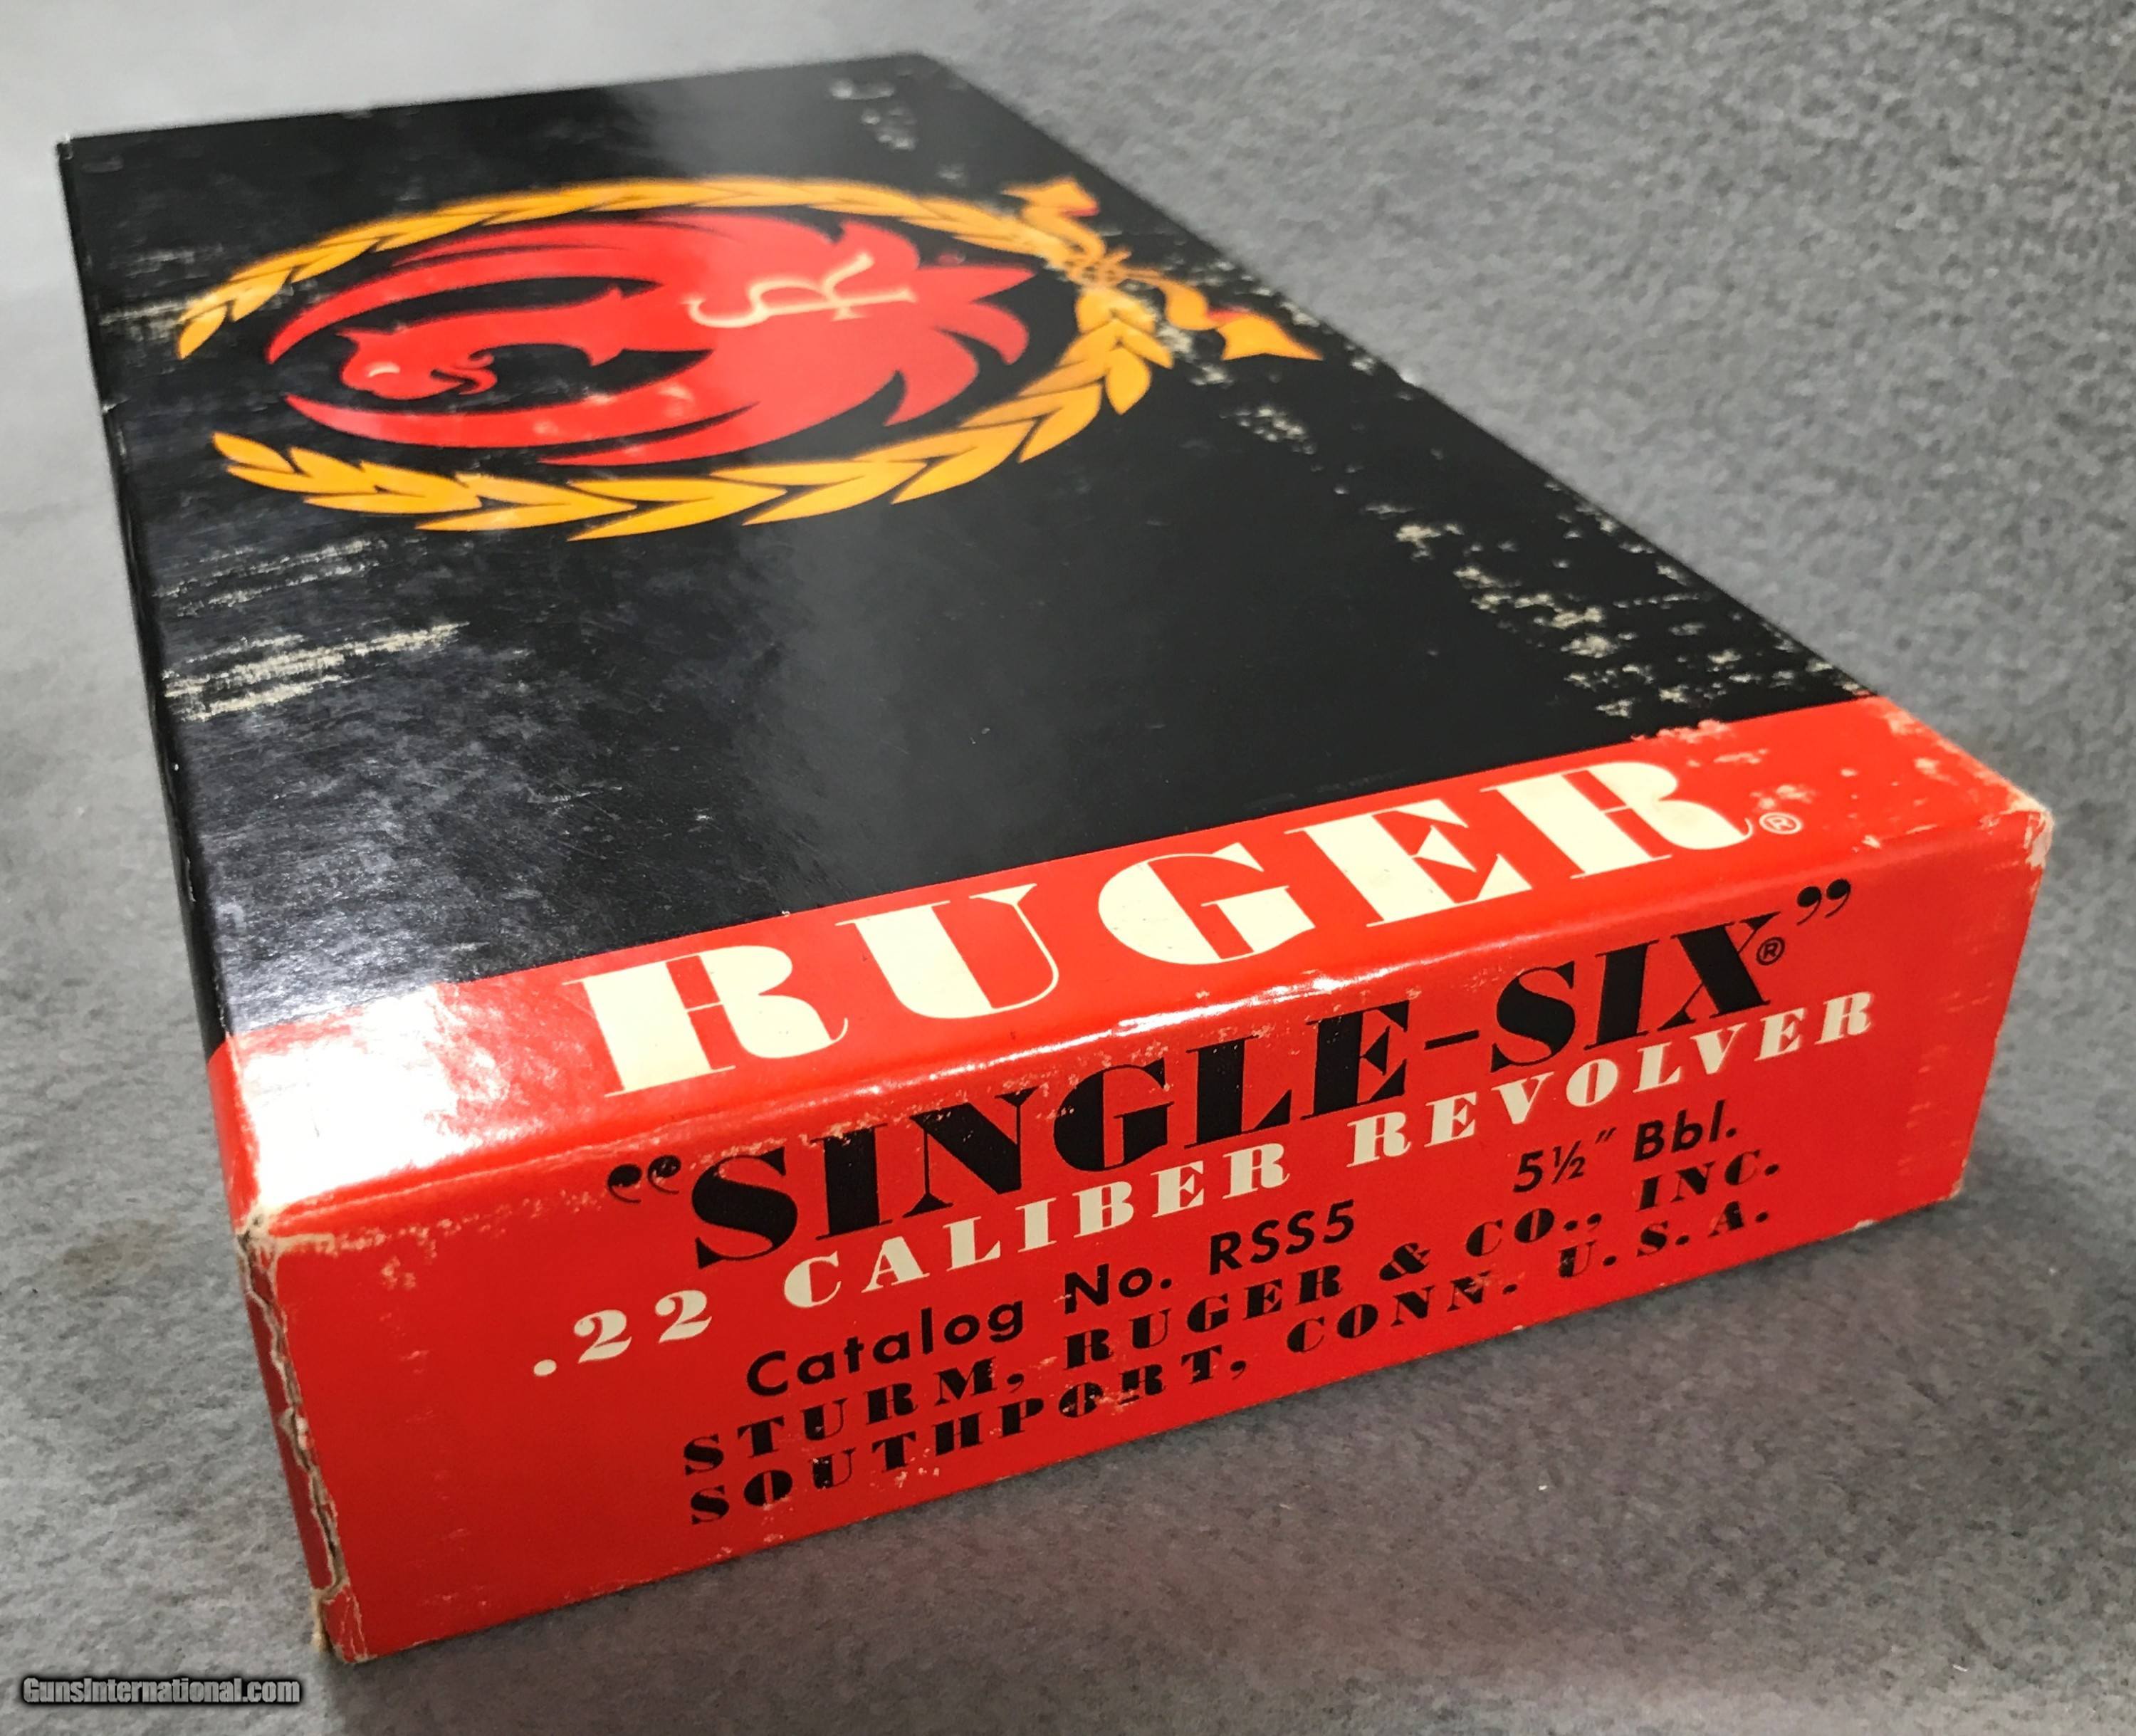 SR
RUGER®
"SINGLE-SIX"®
.22 CALIBER REVOLVER
Catalog No. RSS5 5½" Bbl.
STURM, RUGER & CO., INC.
SOUTHPORT, CONN. U.S.A.
GunsInternational.com